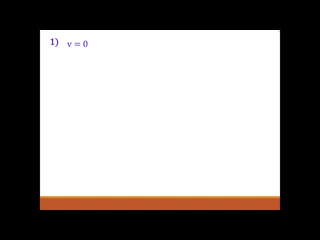 1) v = 0